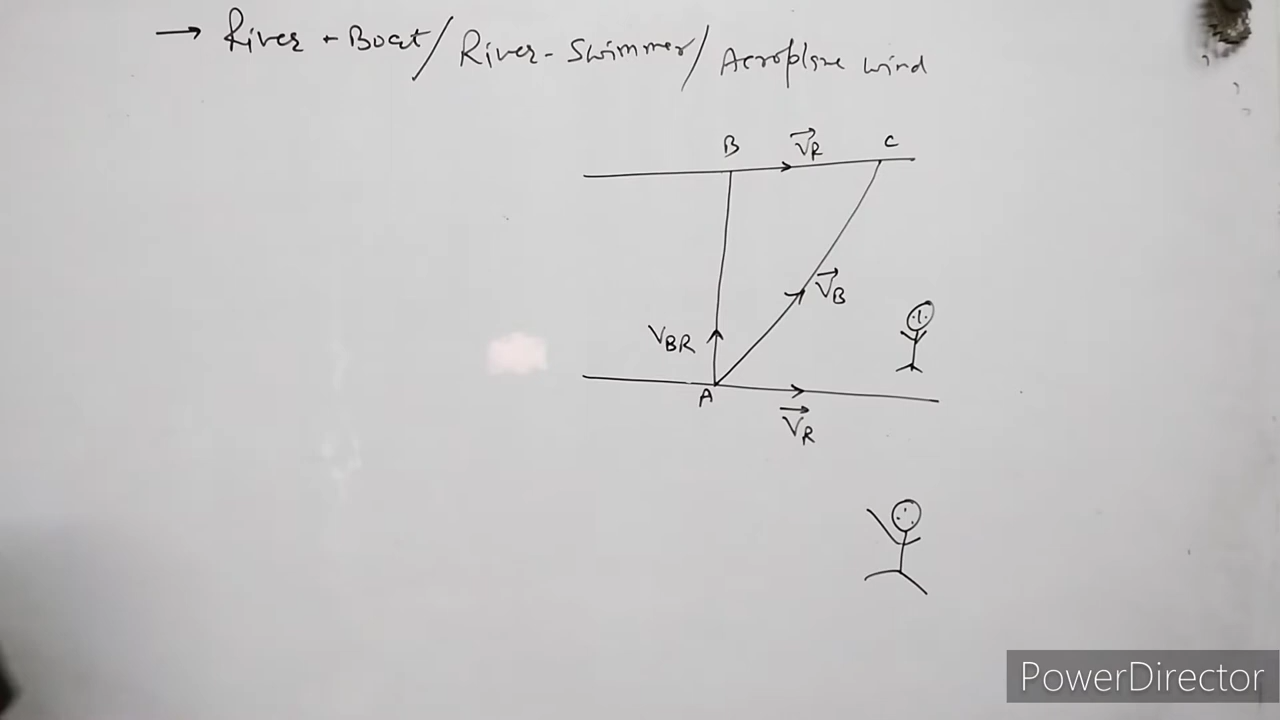 → River - Boat / River - Swimmer / Aeroplane wind
B V⃗R C
V⃗B
VBR
A
V⃗R
PowerDirector